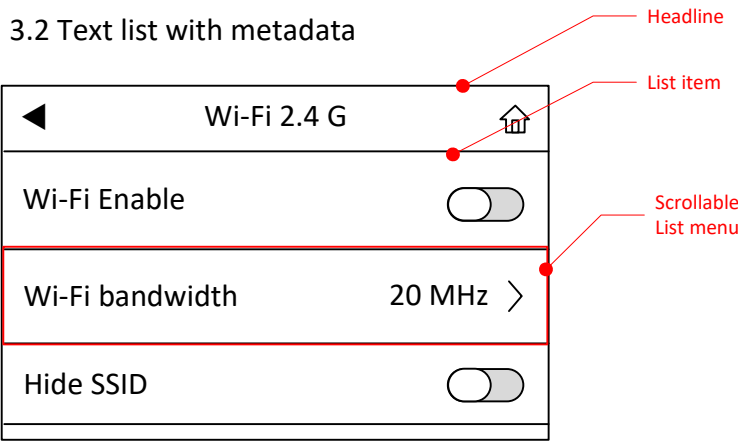 3.2 Text list with metadata
Headline
List item
Wi-Fi 2.4 G
Wi-Fi Enable
Scrollable
List menu
Wi-Fi bandwidth 20 MHz
Hide SSID